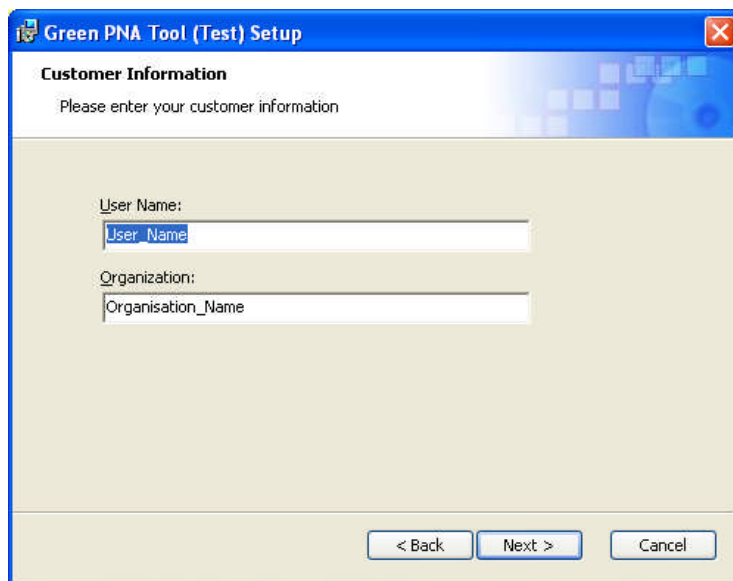 Green PNA Tool (Test) Setup
Customer Information
Please enter your customer information
User Name:
User_Name
Organization:
Organisation_Name
< Back Next > Cancel